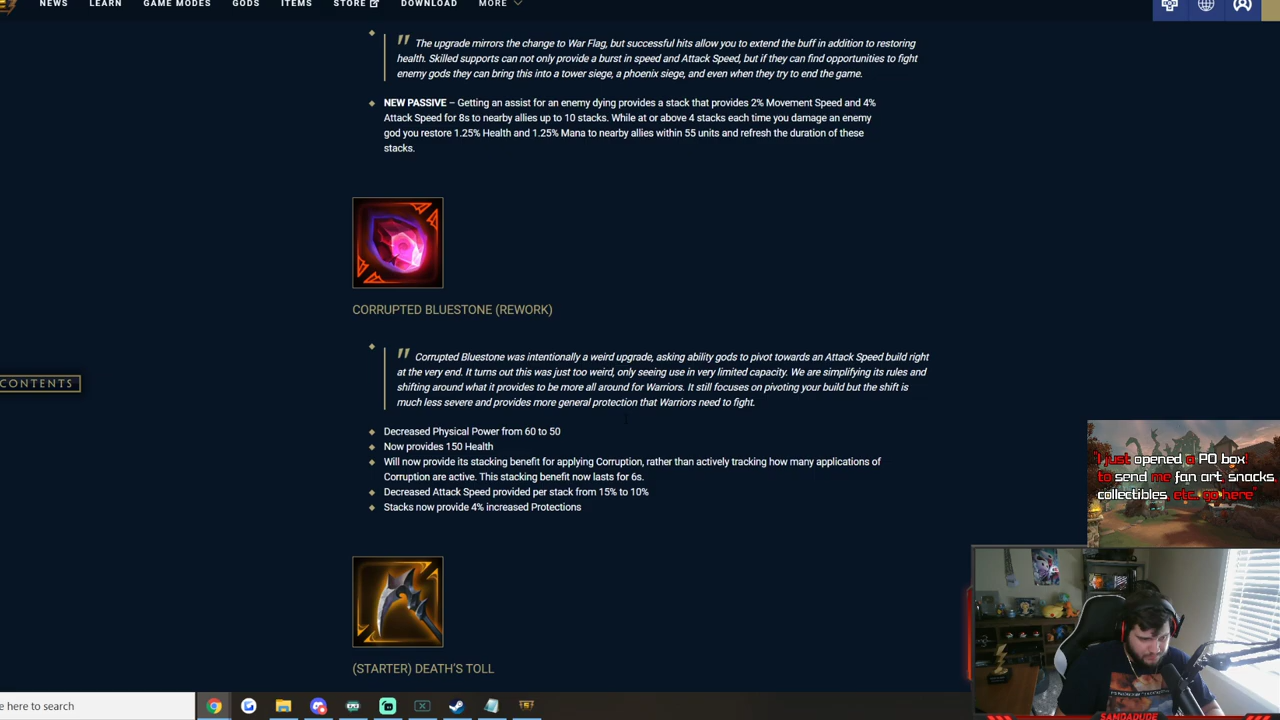 NEWS LEARN GAME MODES GODS ITEMS STORE DOWNLOAD MORE
" The upgrade mirrors the change to War Flag, but successful hits allow you to extend the buff in addition to restoring
health. Skilled supports can not only provide a burst in speed and Attack Speed, but if they can find opportunities to fight
enemy gods they can bring this into a tower siege, a phoenix siege, and even when they try to end the game.
NEW PASSIVE – Getting an assist for an enemy dying provides a stack that provides 2% Movement Speed and 4%
Attack Speed for 8s to nearby allies up to 10 stacks. While at or above 4 stacks each time you damage an enemy
god you restore 1.25% Health and 1.25% Mana to nearby allies within 55 units and refresh the duration of these
stacks.
CORRUPTED BLUESTONE (REWORK)
" Corrupted Bluestone was intentionally a weird upgrade, asking ability gods to pivot towards an Attack Speed build right
at the very end. It turns out this was just too weird, only seeing use in very limited capacity. We are simplifying its rules and
shifting around what it provides to be more all around for Warriors. It still focuses on pivoting your build but the shift is
much less severe and provides more general protection that Warriors need to fight.
CONTENTS
Decreased Physical Power from 60 to 50
Now provides 150 Health
Will now provide its stacking benefit for applying Corruption, rather than actively tracking how many applications of
Corruption are active. This stacking benefit now lasts for 6s.
Decreased Attack Speed provided per stack from 15% to 10%
Stacks now provide 4% increased Protections
"I just opened a PO box!
to send me fan art, snacks,
collectibles, etc. go here"
(STARTER) DEATH'S TOLL
e here to search
SANGADUDE